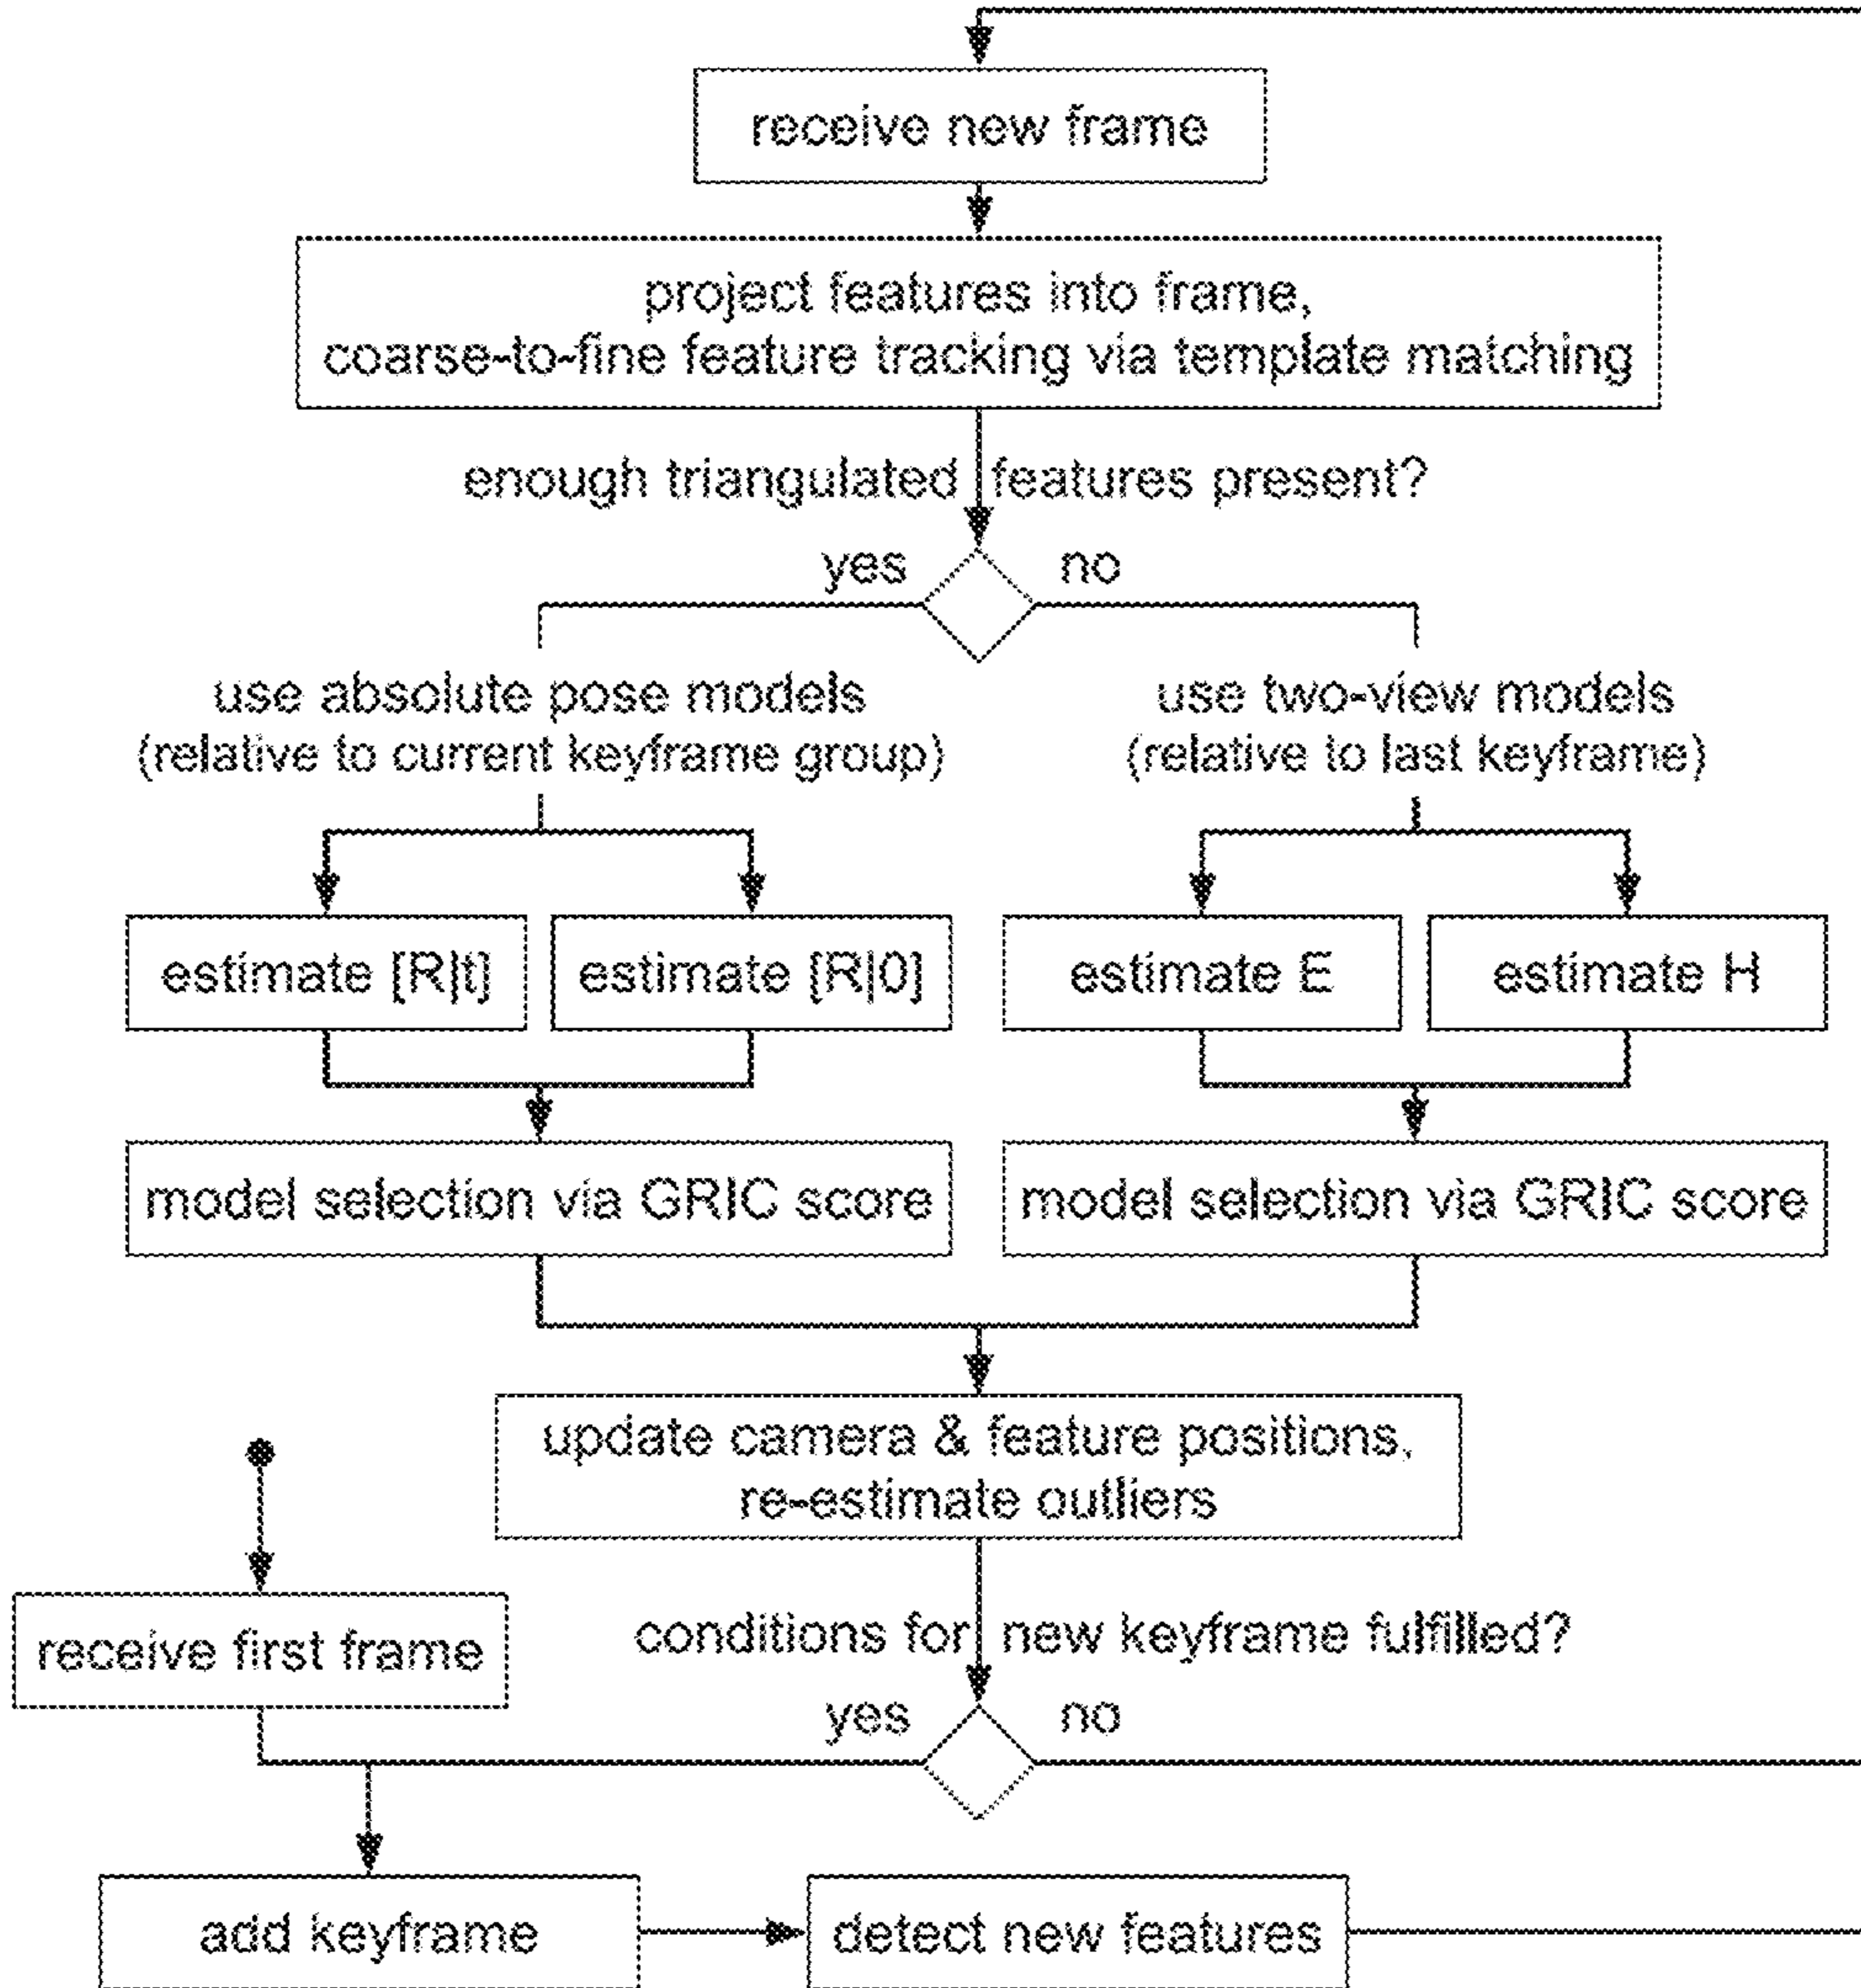 receive new frame
project features into frame,
coarse-to-fine feature tracking via template matching
enough triangulated features present?
yes
no
use absolute pose models
(relative to current keyframe group)
use two-view models
(relative to last keyframe)
estimate [R|t]
estimate [R|0]
estimate E
estimate H
model selection via GRIC score
model selection via GRIC score
update camera & feature positions,
re-estimate outliers
receive first frame
conditions for new keyframe fulfilled?
yes
no
add keyframe
detect new features